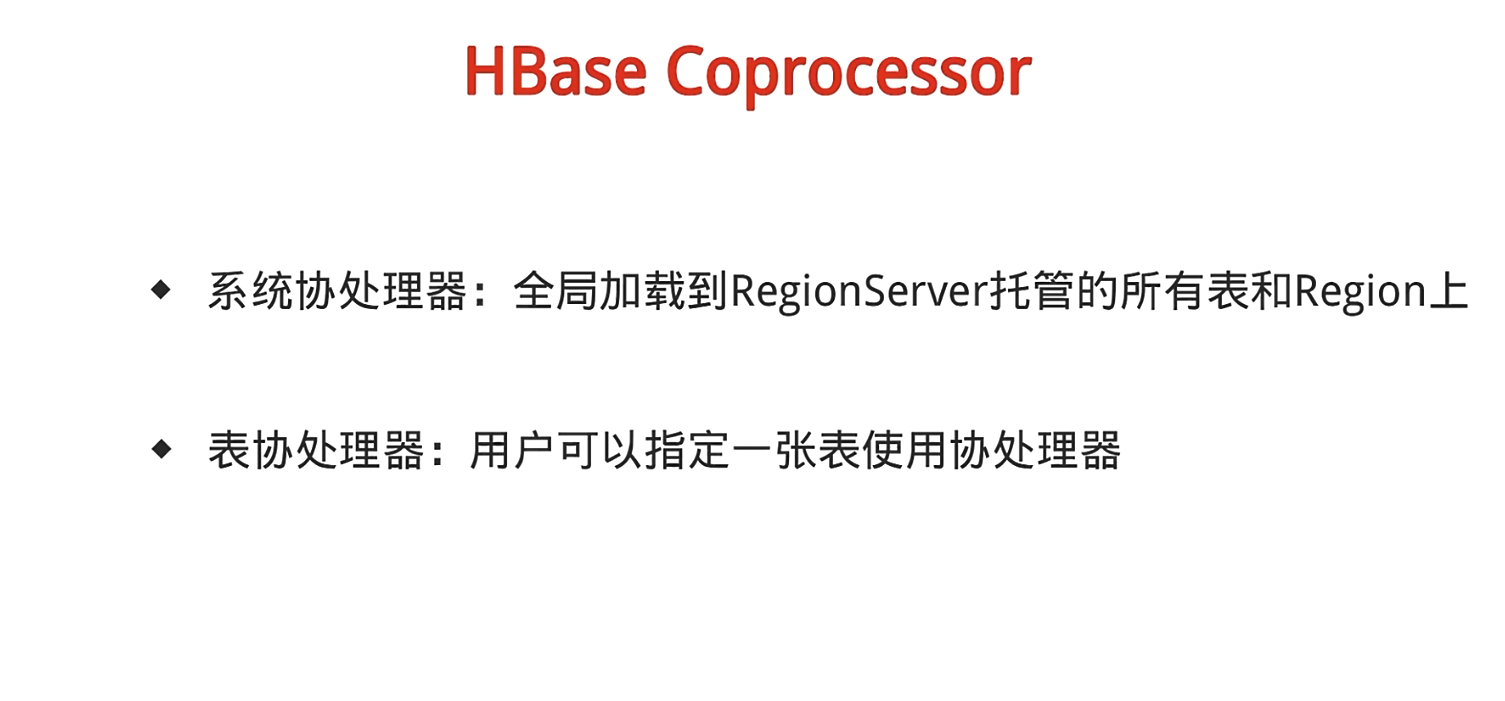 HBase Coprocessor
◆ 系统协处理器：全局加载到RegionServer托管的所有表和Region上
◆ 表协处理器：用户可以指定一张表使用协处理器